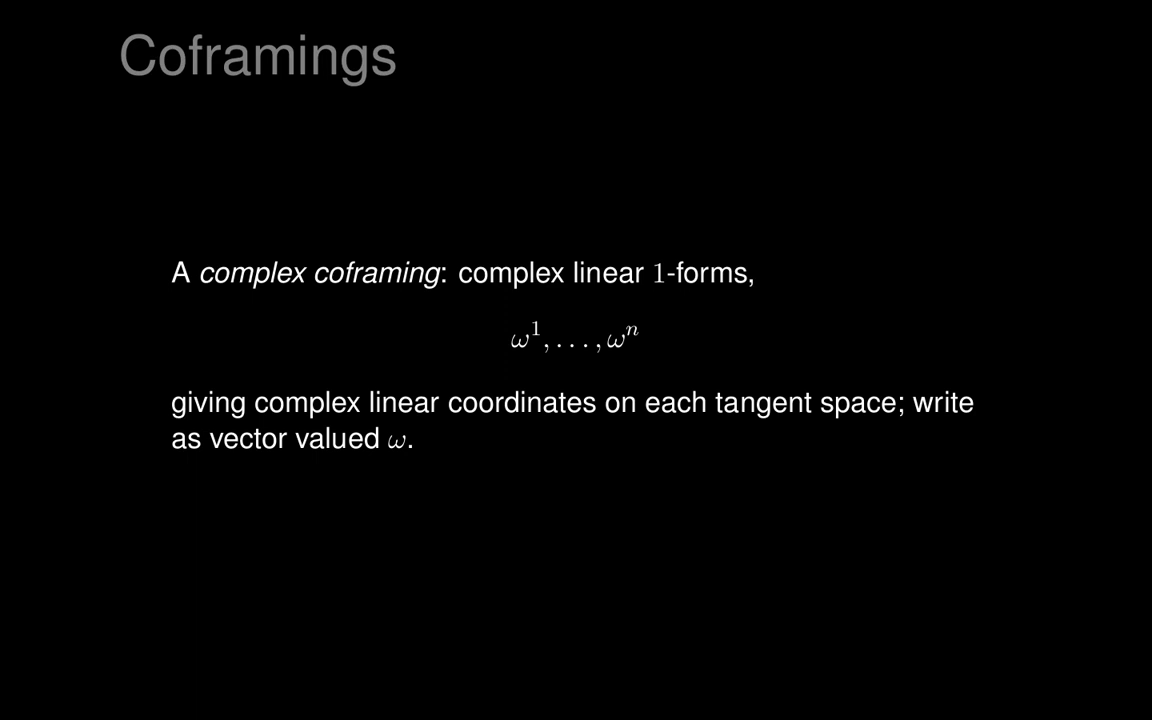 Coframings
A complex coframing: complex linear 1-forms,
ω¹, . . . , ωⁿ
giving complex linear coordinates on each tangent space; write
as vector valued ω.